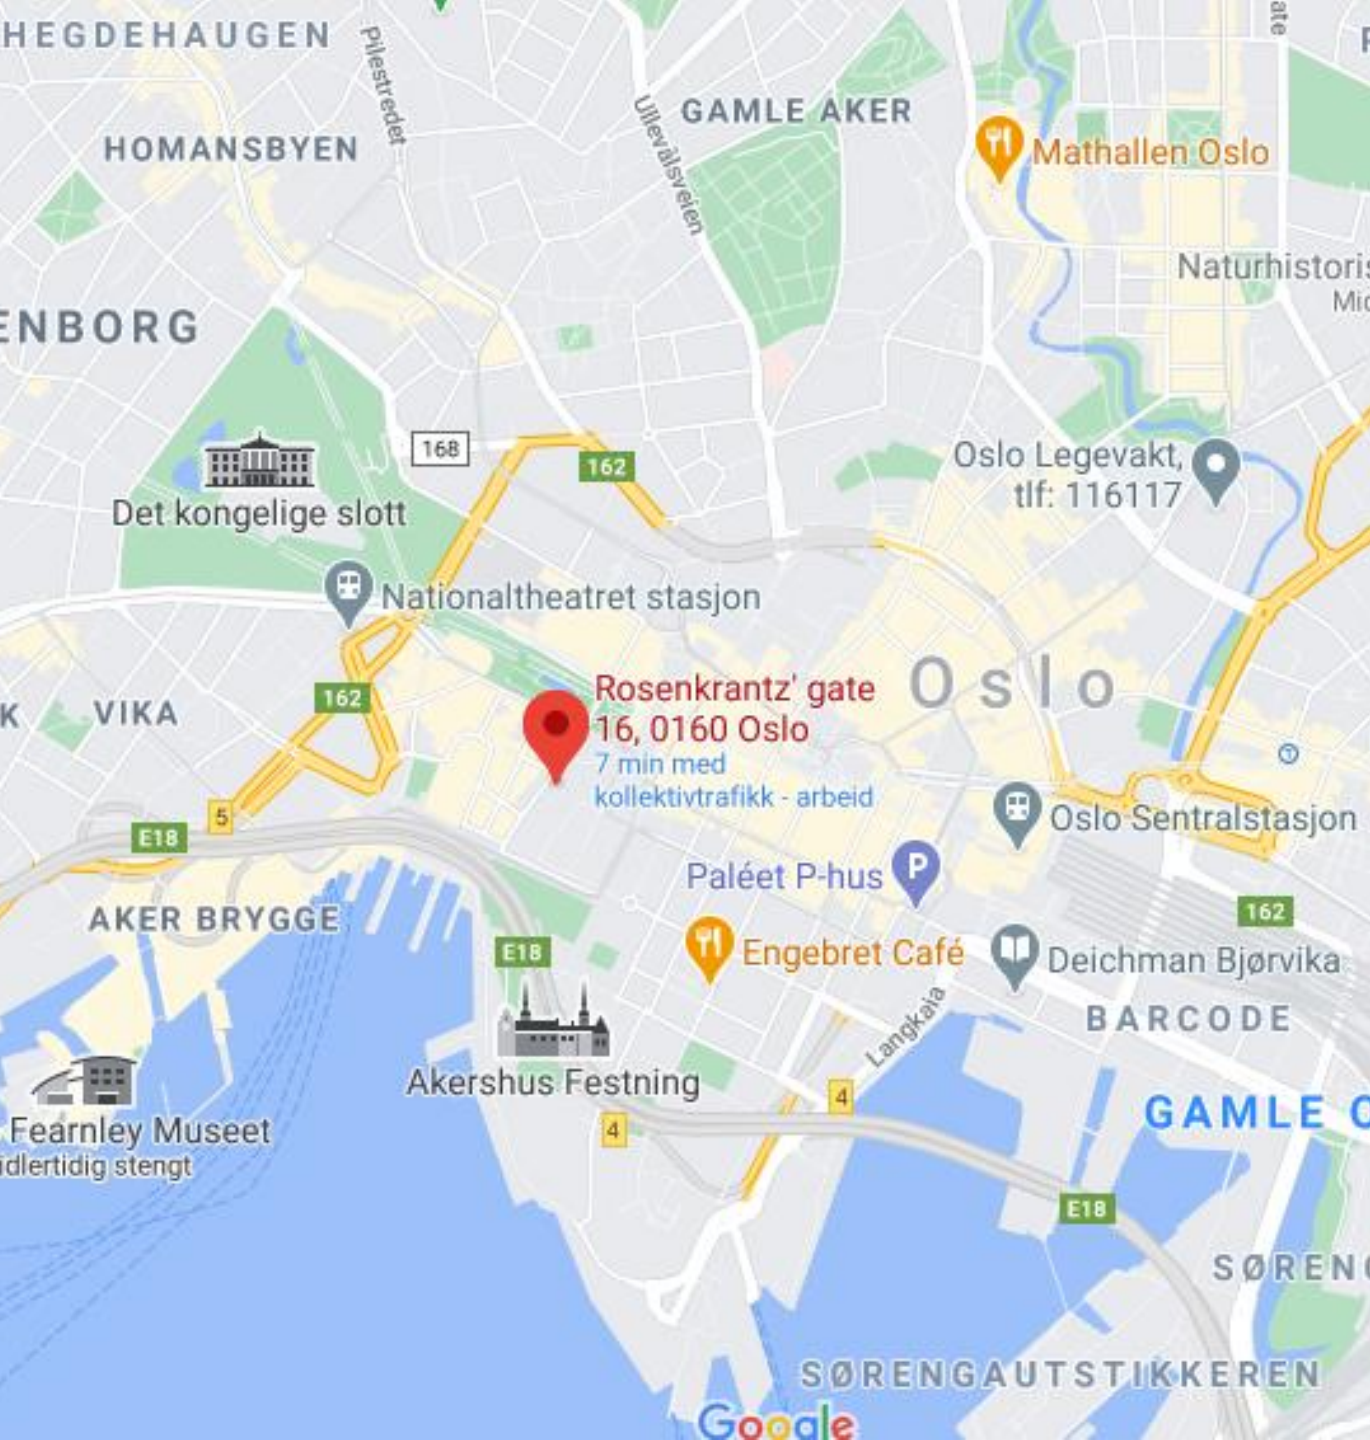 HEGDEHAUGEN
Pilestredet
ate
GAMLE AKER
Ullevålsveien
HOMANSBYEN
Mathallen Oslo
Naturhistoris
Mic
ENBORG
168
162
Oslo Legevakt,
tlf: 116117
Det kongelige slott
Nationaltheatret stasjon
Oslo
Rosenkrantz' gate
16, 0160 Oslo
7 min med
kollektivtrafikk - arbeid
162
K
VIKA
5
E18
Oslo Sentralstasjon
Paléet P-hus
P
162
AKER BRYGGE
E18
Engebret Café
Deichman Bjørvika
BARCODE
Langkaia
Akershus Festning
4
4
GAMLE O
Fearnley Museet
idlertidig stengt
E18
SØRENG
SØRENGAUTSTIKKEREN
Google